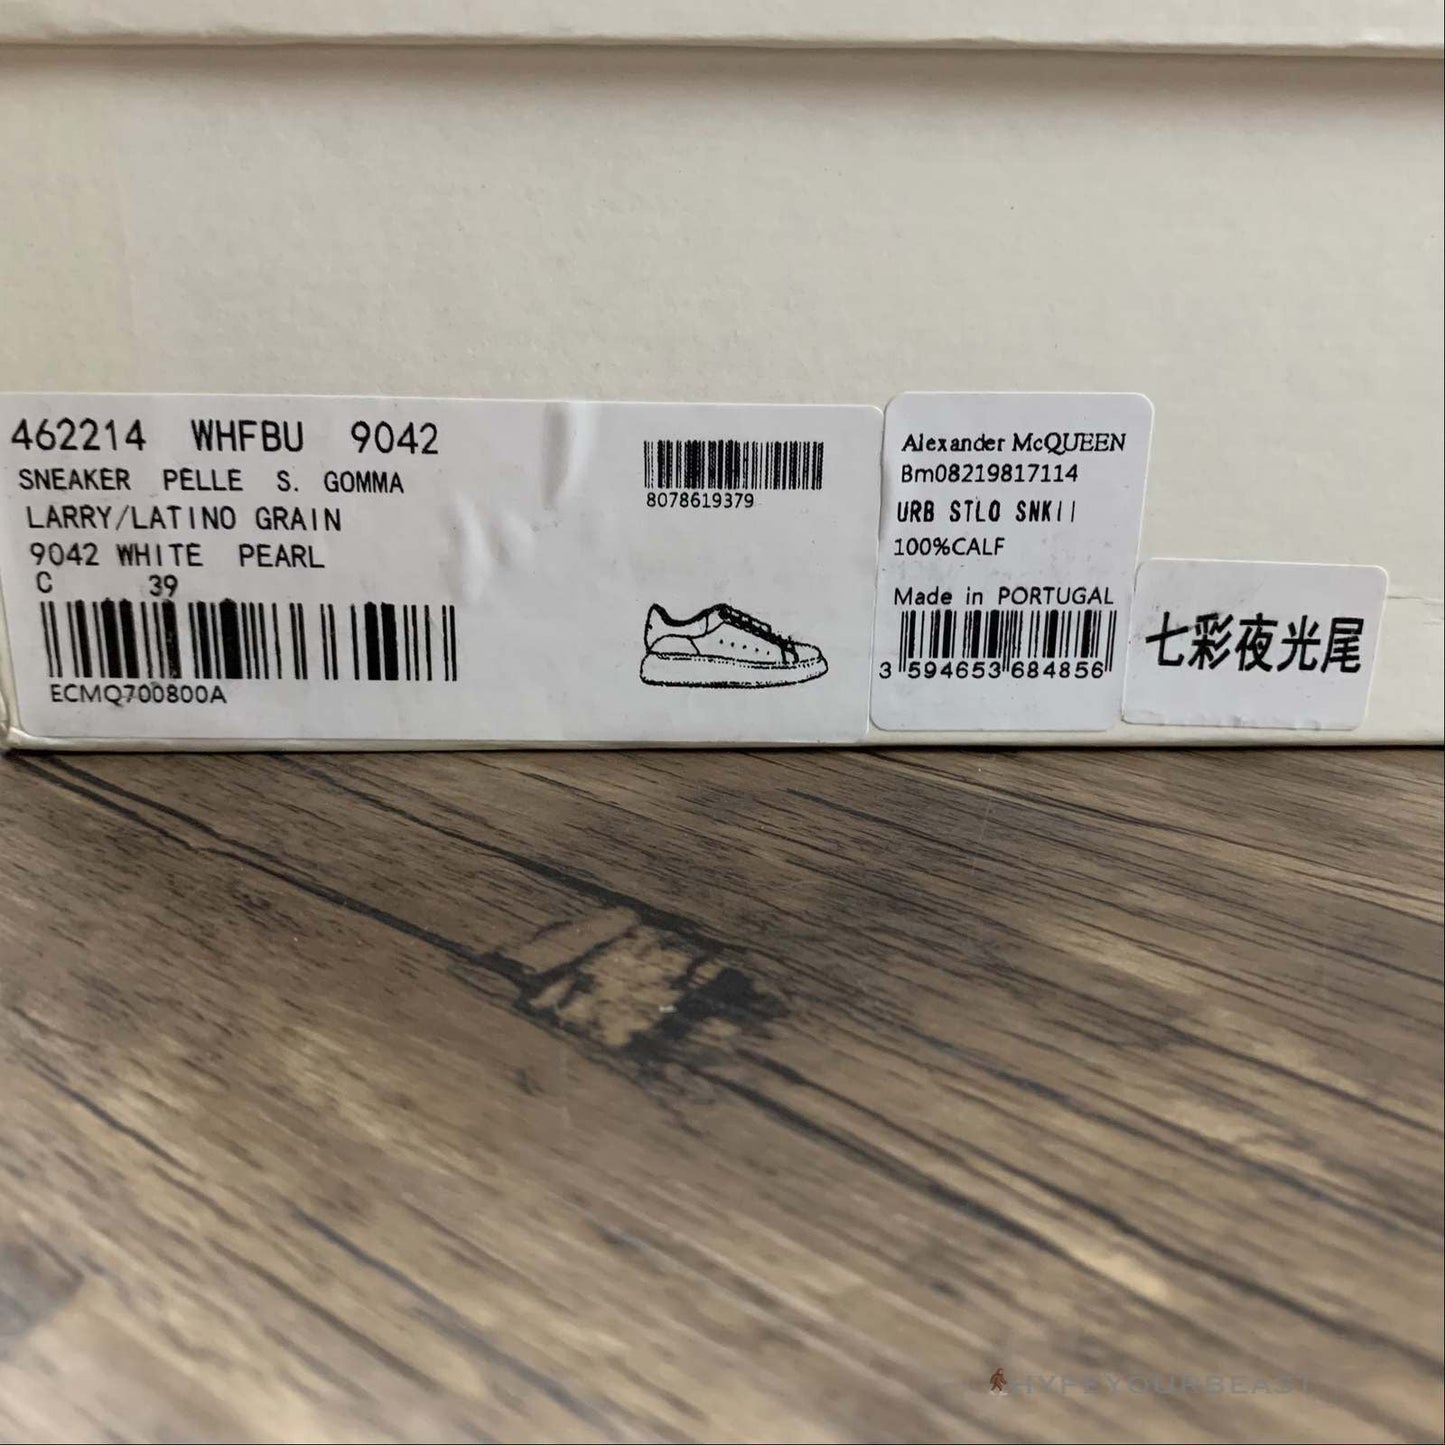 462214 WHFBU 9042
SNEAKER PELLE S. GOMMA
LARRY/LATINO GRAIN
9042 WHITE PEARL
C 39
ECMQ700800A
8078619379
Alexander McQUEEN
Bm08219817114
URB STLO SNKII
100%CALF
Made in PORTUGAL
3 594653 684856
七彩夜光尾
HYPEYOURBEAST